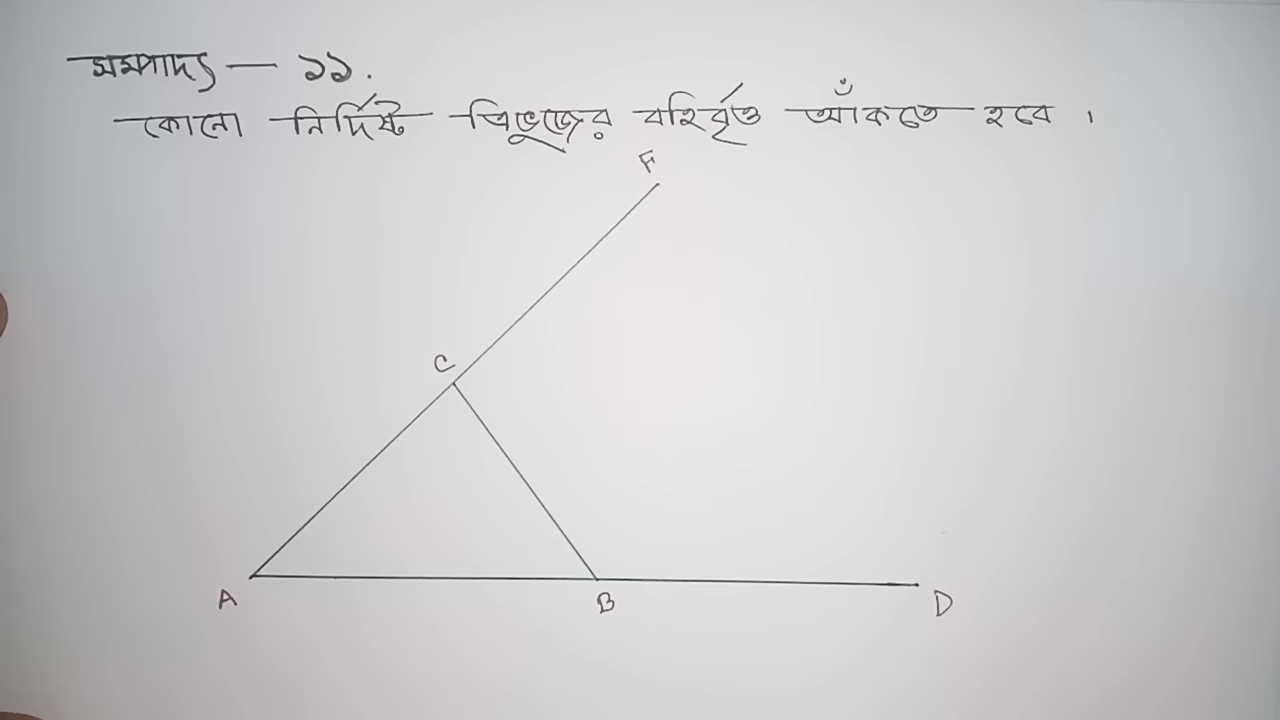 সম্পাদ্য — ১১.
কোনো নির্দিষ্ট ত্রিভুজের বহির্বৃত্ত আঁকতে হবে ।
F
C
A B D